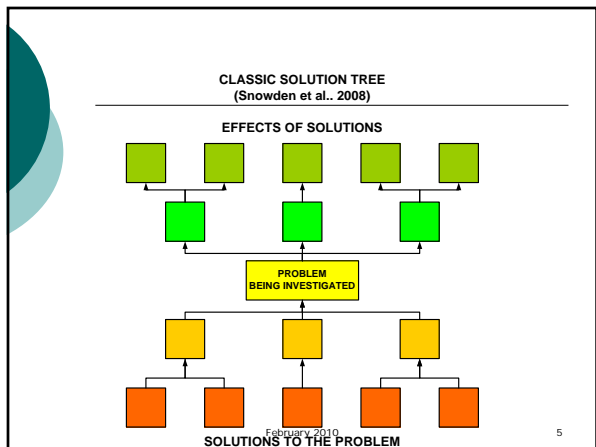 CLASSIC SOLUTION TREE
(Snowden et al.. 2008)
EFFECTS OF SOLUTIONS
PROBLEM
BEING INVESTIGATED
February 2010
5
SOLUTIONS TO THE PROBLEM